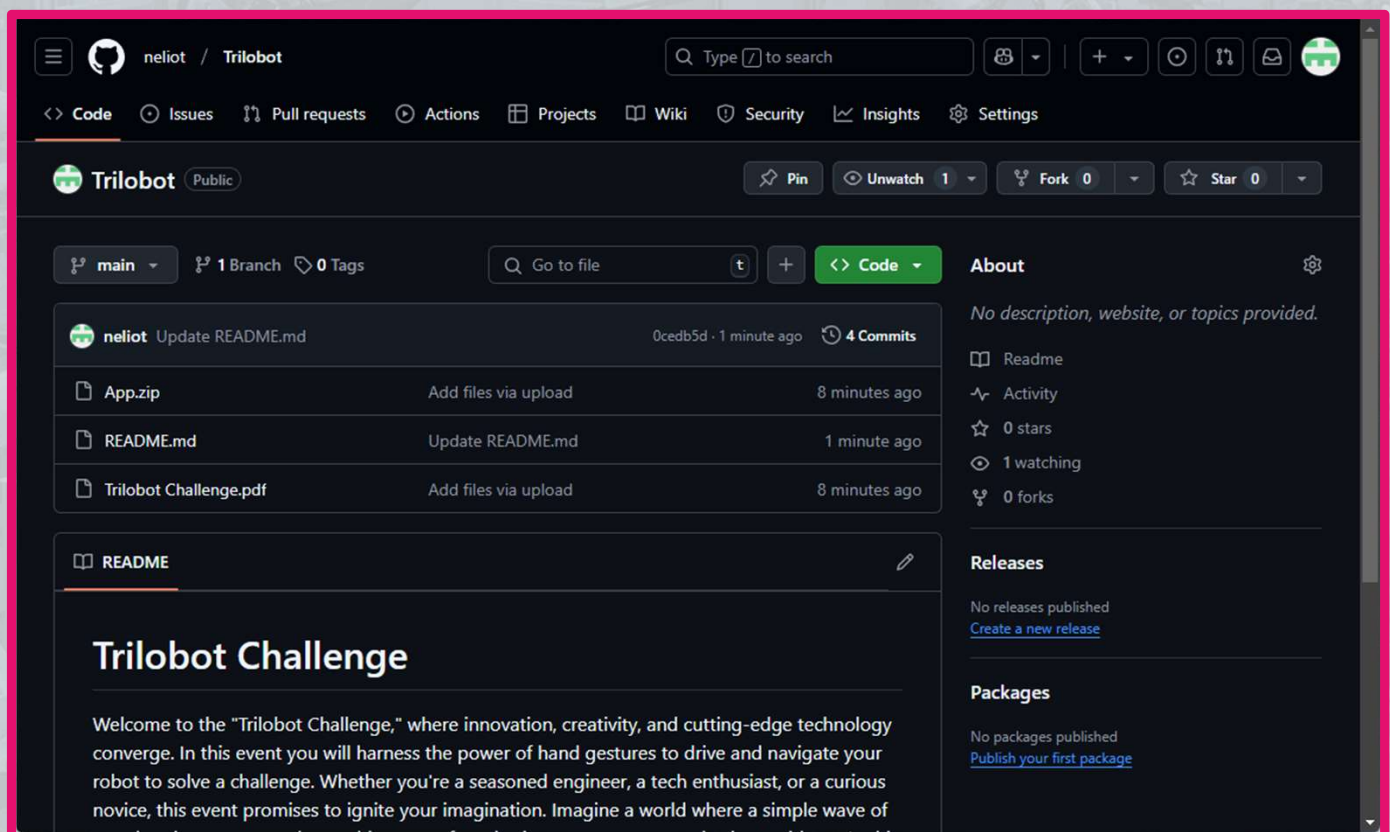 neliot / Trilobot
Type / to search
Code Issues Pull requests Actions Projects Wiki Security Insights Settings
Trilobot Public
Pin Unwatch 1 Fork 0 Star 0
main 1 Branch 0 Tags Go to file t + Code
neliot Update README.md 0cedb5d · 1 minute ago 4 Commits
App.zip Add files via upload 8 minutes ago
README.md Update README.md 1 minute ago
Trilobot Challenge.pdf Add files via upload 8 minutes ago
README
Trilobot Challenge
Welcome to the "Trilobot Challenge," where innovation, creativity, and cutting-edge technology
converge. In this event you will harness the power of hand gestures to drive and navigate your
robot to solve a challenge. Whether you're a seasoned engineer, a tech enthusiast, or a curious
novice, this event promises to ignite your imagination. Imagine a world where a simple wave of
About
No description, website, or topics provided.
Readme
Activity
0 stars
1 watching
0 forks
Releases
No releases published
Create a new release
Packages
No packages published
Publish your first package